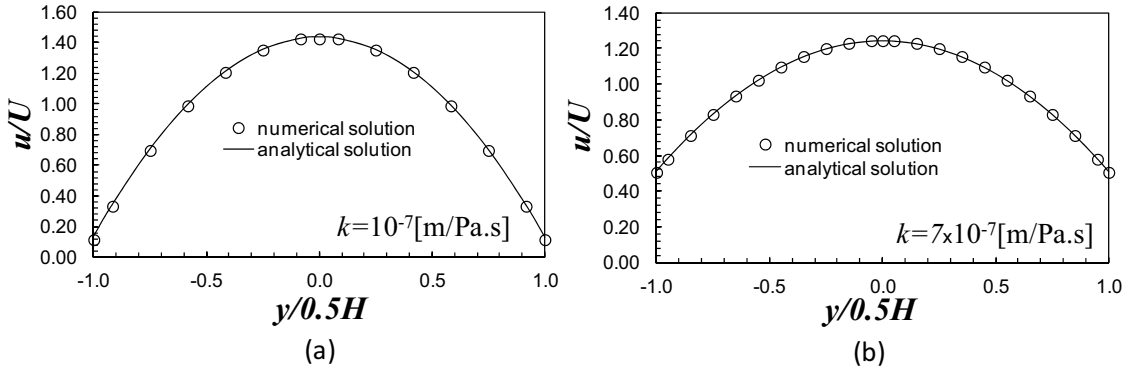 1.60
1.40
1.20
1.00
0.80
0.60
0.40
0.20
0.00
u/U
numerical solution
analytical solution
k=10⁻⁷[m/Pa.s]
-1.0 -0.5 0.0 0.5 1.0
y/0.5H
(a)
1.40
1.20
1.00
0.80
0.60
0.40
0.20
0.00
u/U
numerical solution
analytical solution
k=7x10⁻⁷[m/Pa.s]
-1.0 -0.5 0.0 0.5 1.0
y/0.5H
(b)